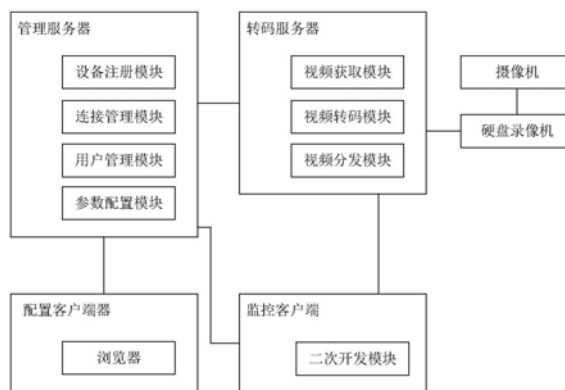 管理服务器
设备注册模块
连接管理模块
用户管理模块
参数配置模块
转码服务器
视频获取模块
视频转码模块
视频分发模块
摄像机
硬盘录像机
配置客户端器
浏览器
监控客户端
二次开发模块